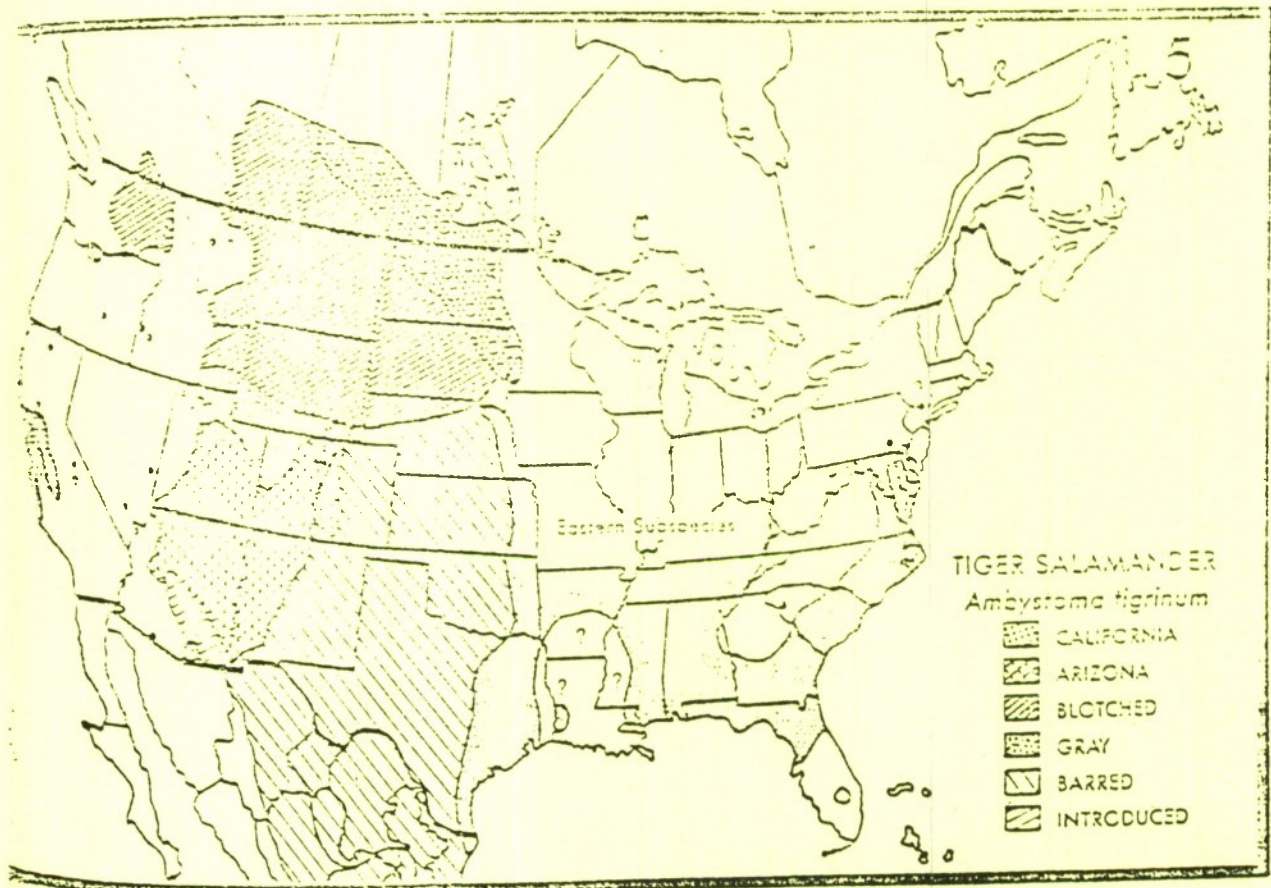 5
Eastern Subspecies
?
?
?
TIGER SALAMANDER
Ambystoma tigrinum
CALIFORNIA
ARIZONA
BLOTCHED
GRAY
BARRED
INTRODUCED